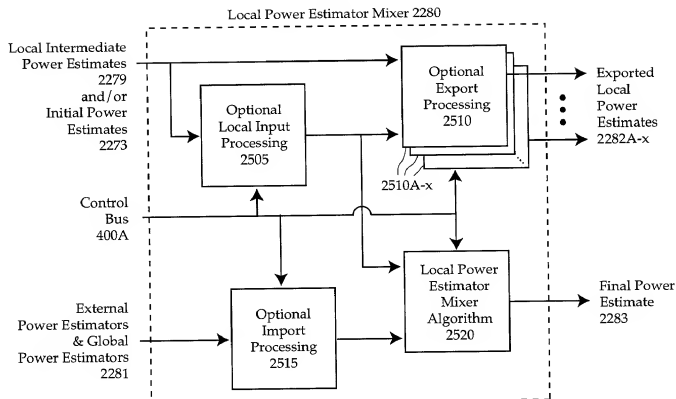 Local Power Estimator Mixer 2280
Local Intermediate
Power Estimates
2279
and/or
Initial Power
Estimates
2273
Optional
Local Input
Processing
2505
Optional
Export
Processing
2510
2510A-x
Exported
Local
Power
Estimates
2282A-x
Control
Bus
400A
External
Power Estimators
& Global
Power Estimators
2281
Optional
Import
Processing
2515
Local Power
Estimator
Mixer
Algorithm
2520
Final Power
Estimate
2283